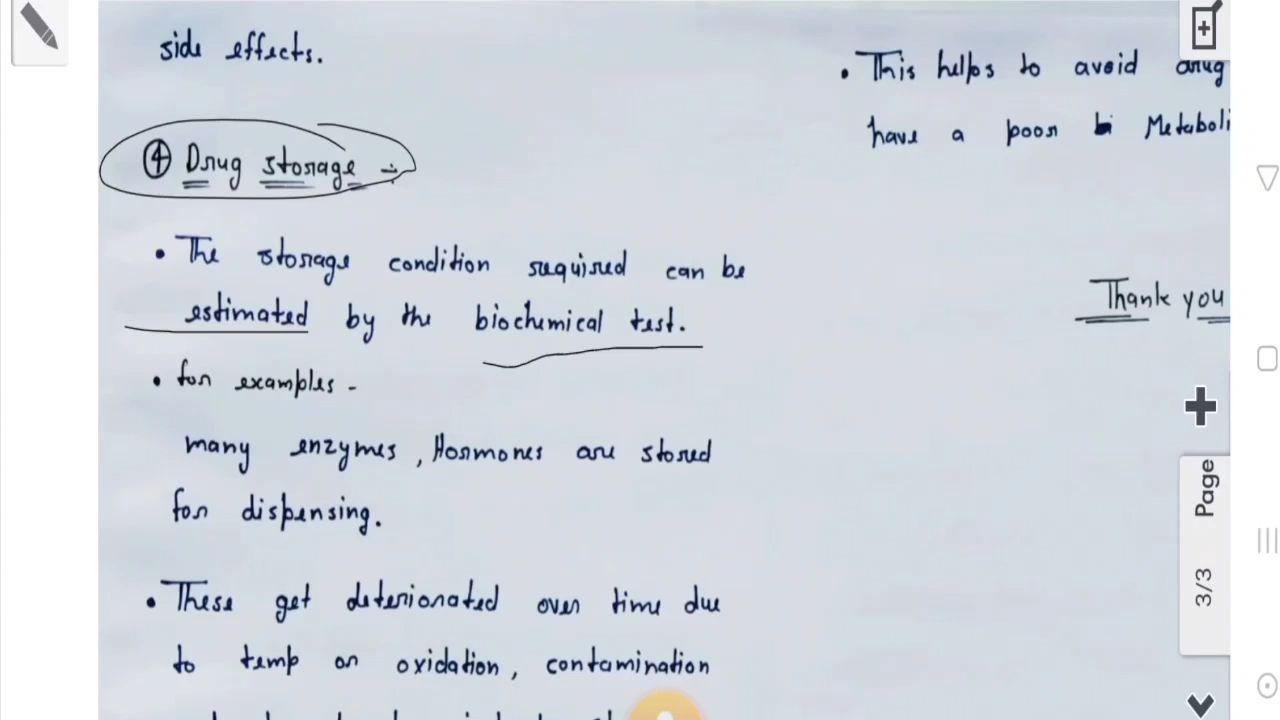 side effects.
④ Drug storage :-
• The storage condition required can be
estimated by the biochemical test.
• for examples -
many enzymes, Hormones are stored
for dispensing.
• These get deteriorated over time due
to temp or oxidation, contamination
• This helps to avoid drug
have a poor Metaboli
Thank you
Page
3/3